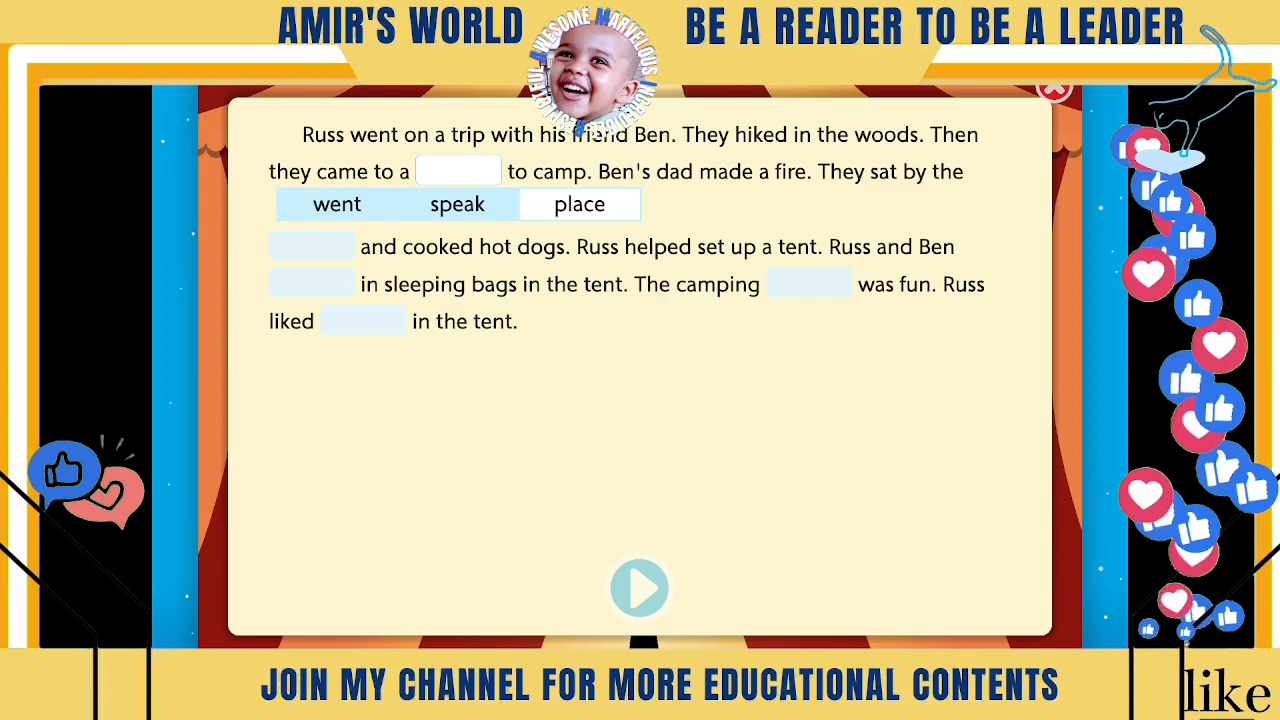 AMIR'S WORLD BE A READER TO BE A LEADER
AWESOME MARVELOUS
Russ went on a trip with his friend Ben. They hiked in the woods. Then
they came to a to camp. Ben's dad made a fire. They sat by the
went speak place
and cooked hot dogs. Russ helped set up a tent. Russ and Ben
in sleeping bags in the tent. The camping was fun. Russ
liked in the tent.
JOIN MY CHANNEL FOR MORE EDUCATIONAL CONTENTS
like